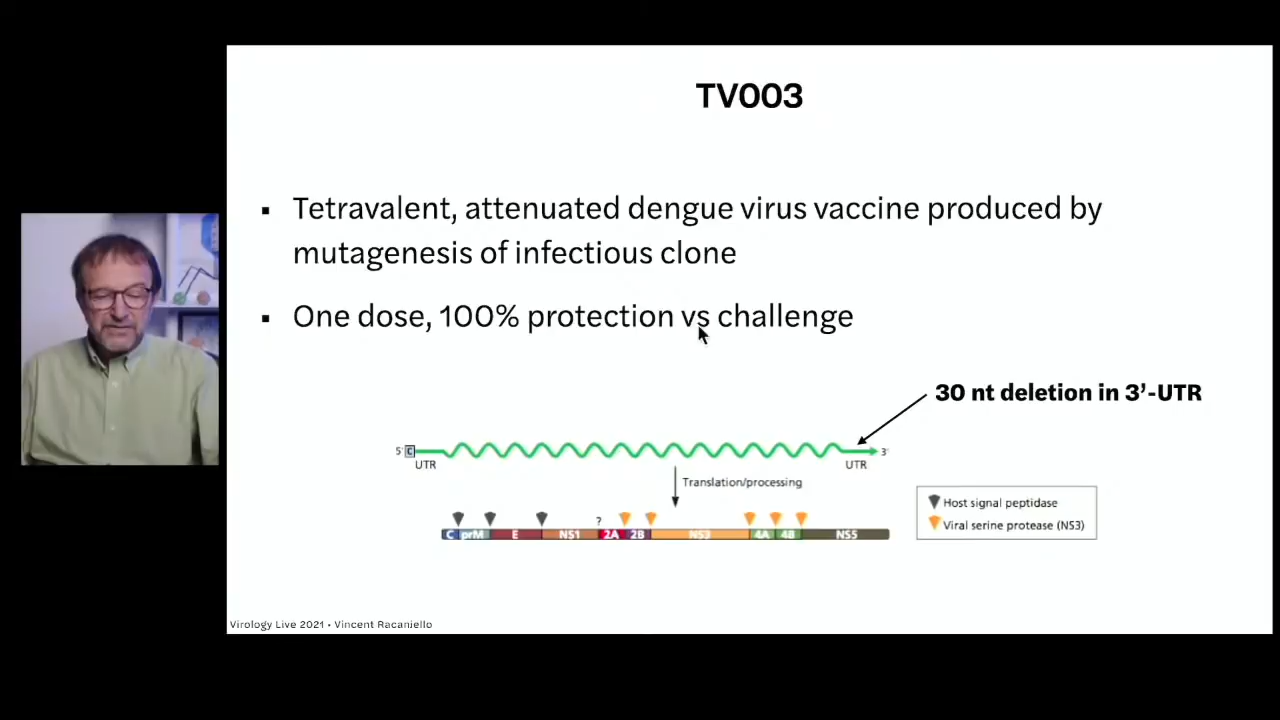 TV003
▪ Tetravalent, attenuated dengue virus vaccine produced by
mutagenesis of infectious clone
▪ One dose, 100% protection vs challenge
30 nt deletion in 3’-UTR
5' C 3'
UTR UTR
Translation/processing
?
C prM E NS1 2A 2B NS3 4A 4B NS5
Host signal peptidase
Viral serine protease (NS3)
Virology Live 2021 • Vincent Racaniello